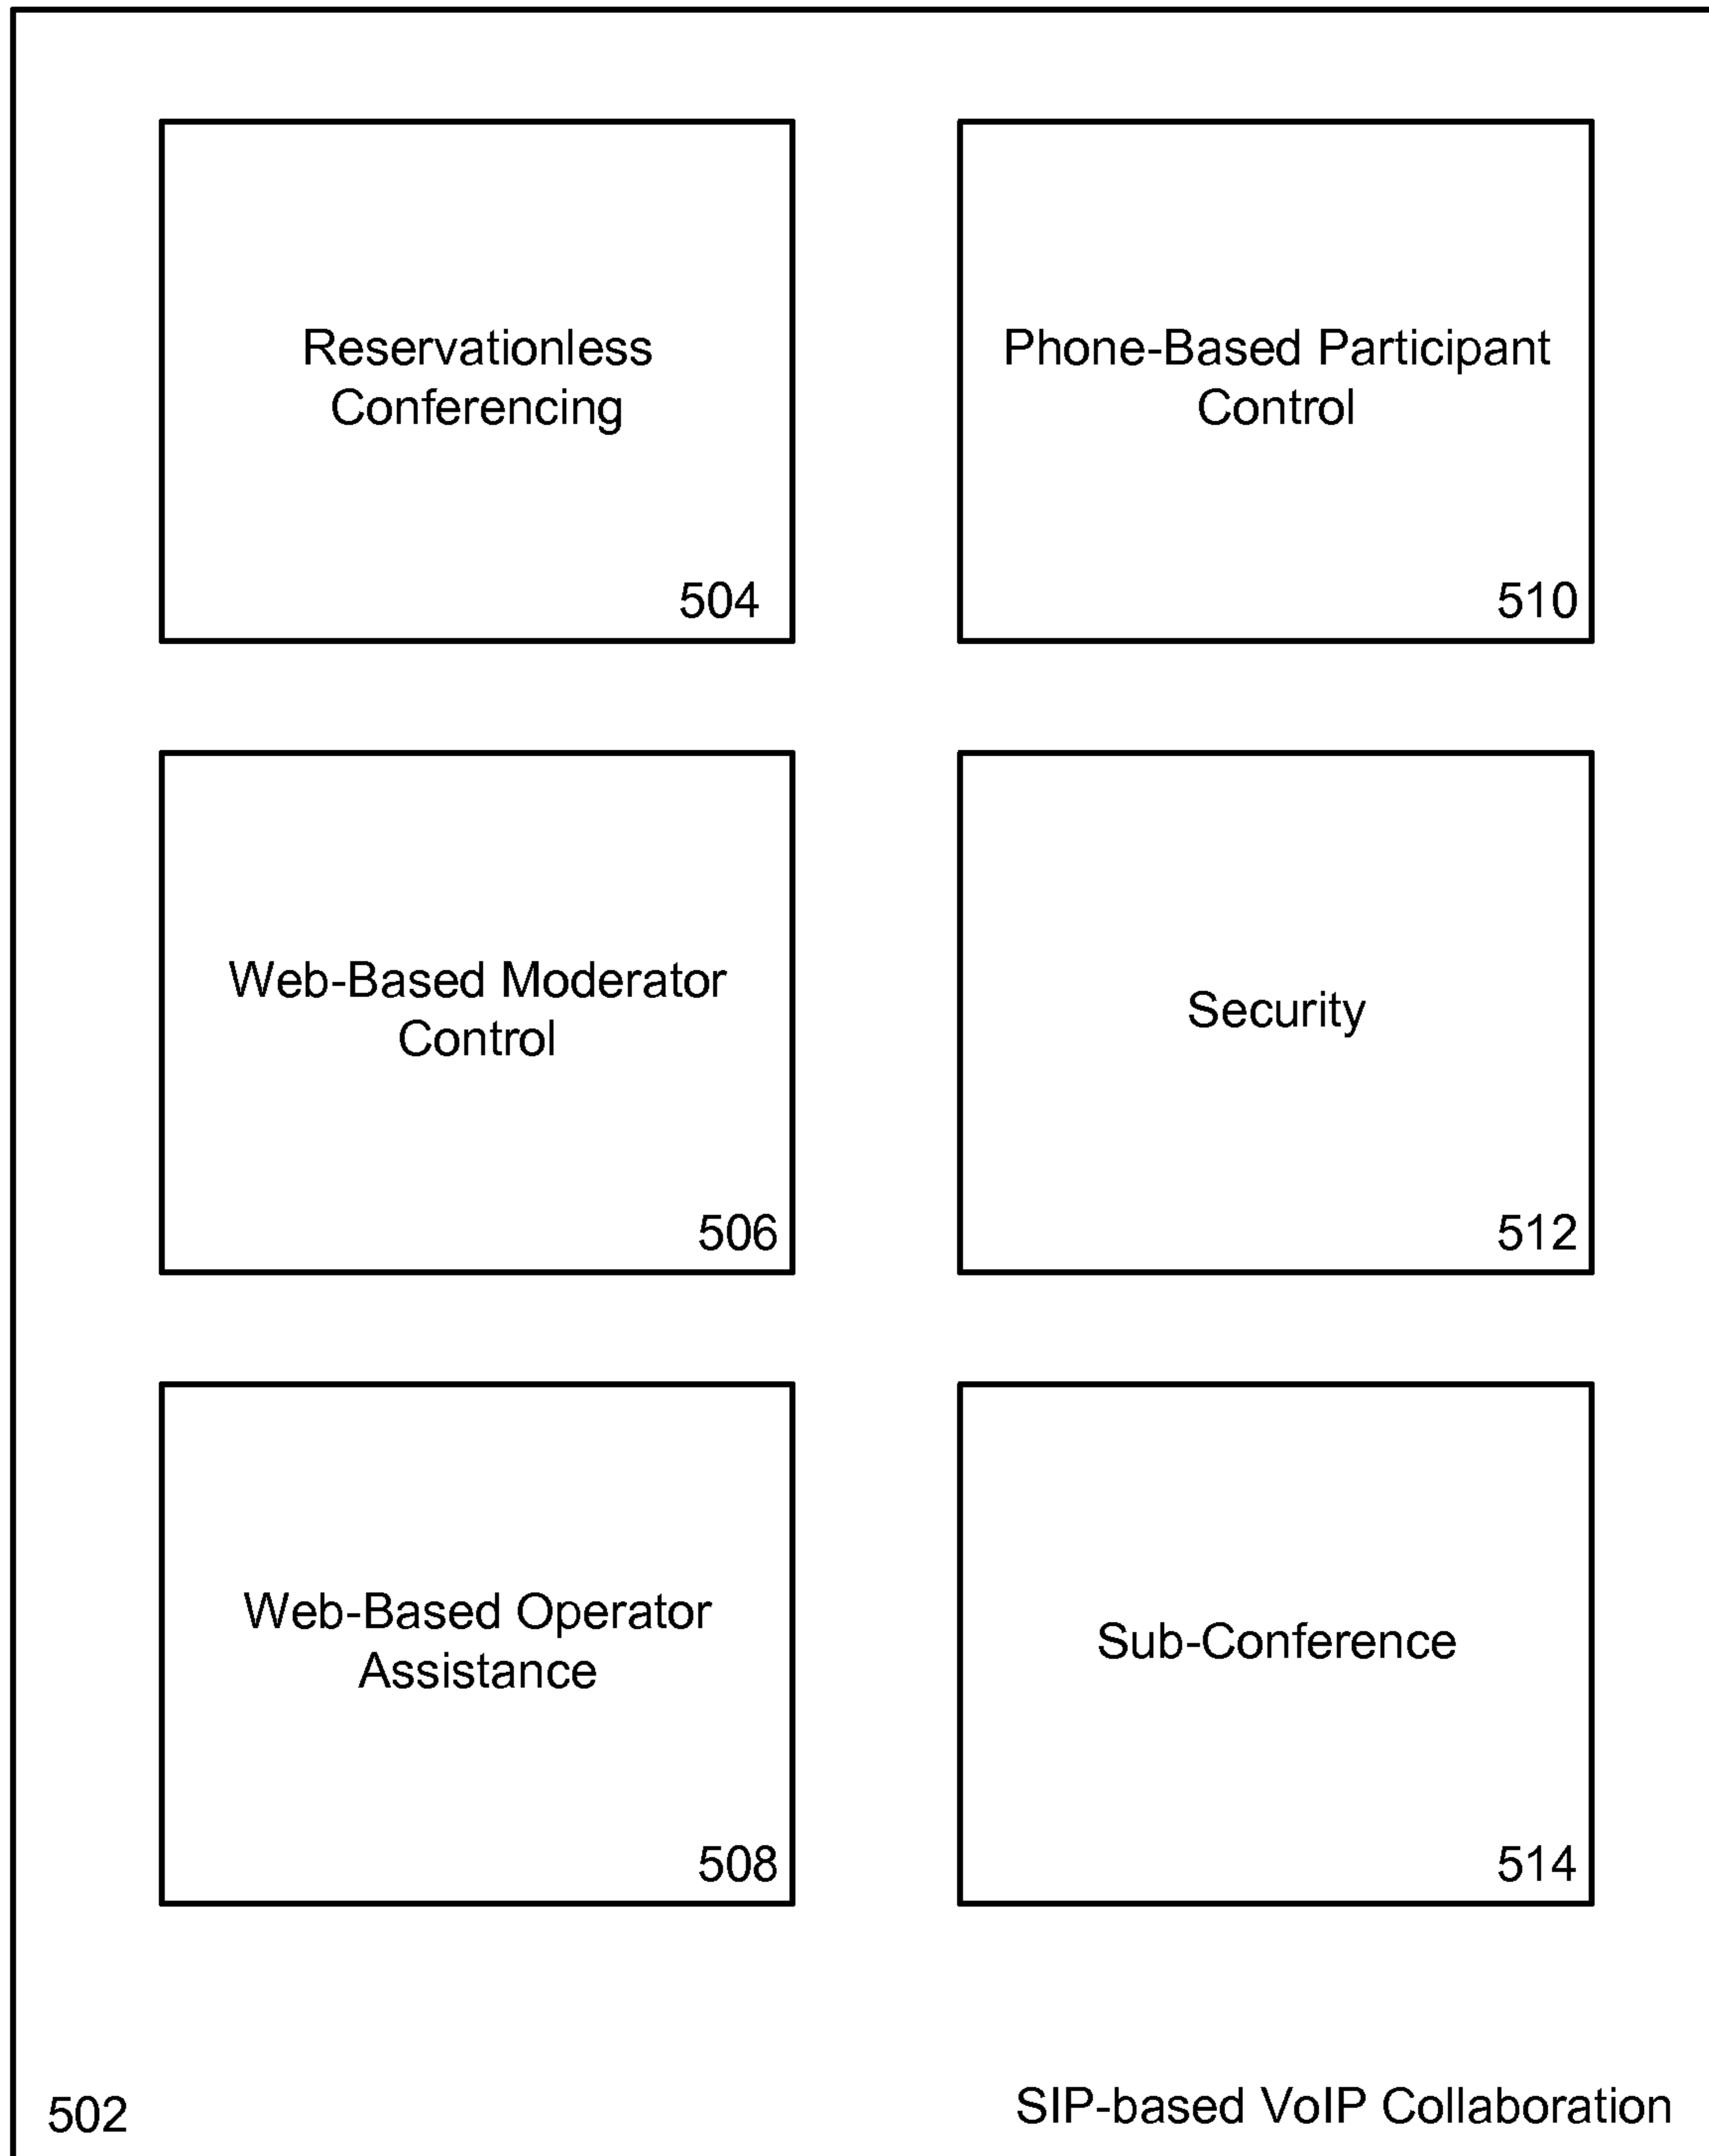 Reservationless
Conferencing
504
Phone-Based Participant
Control
510
Web-Based Moderator
Control
506
Security
512
Web-Based Operator
Assistance
508
Sub-Conference
514
502
SIP-based VoIP Collaboration